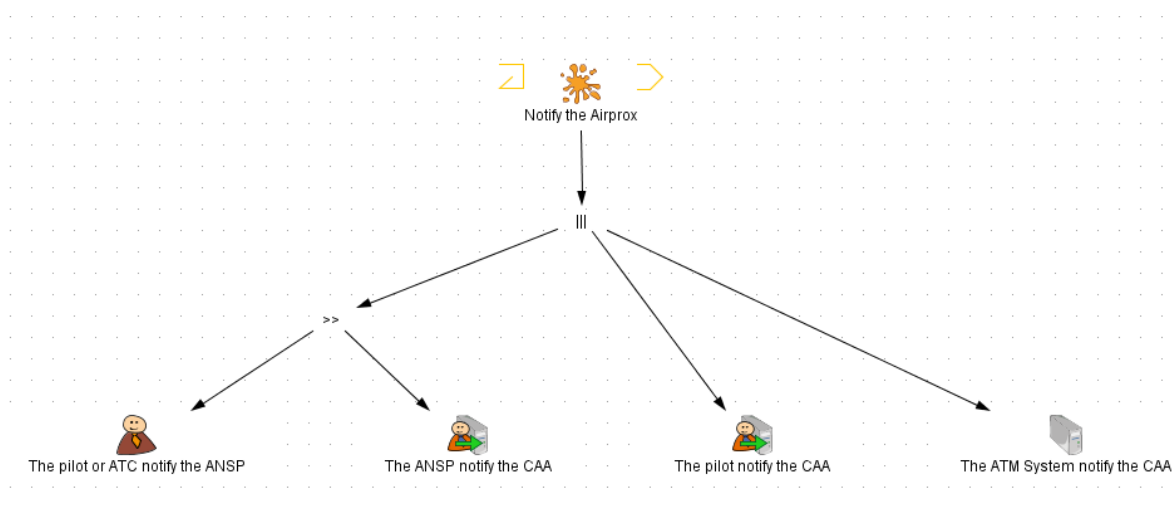 Notify the Airprox
|||
>>
The pilot or ATC notify the ANSP
The ANSP notify the CAA
The pilot notify the CAA
The ATM System notify the CAA